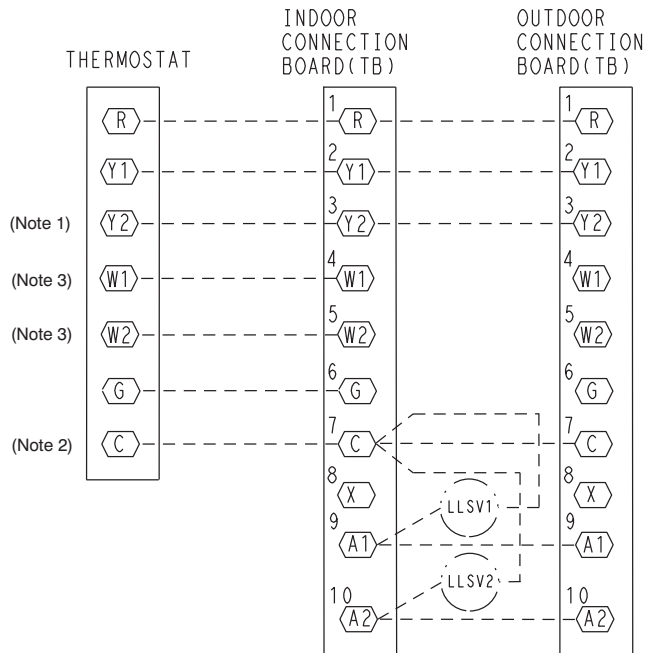 THERMOSTAT
INDOOR
CONNECTION
BOARD(TB)
OUTDOOR
CONNECTION
BOARD(TB)
R 1 R 1 R
Y1 2 Y1 2 Y1
(Note 1) Y2 3 Y2 3 Y2
(Note 3) W1 4 W1 4 W1
(Note 3) W2 5 W2 5 W2
G 6 G 6 G
(Note 2) C 7 C 7 C
8 X 8 X
LLSV1
9 A1 9 A1
LLSV2
10 A2 10 A2